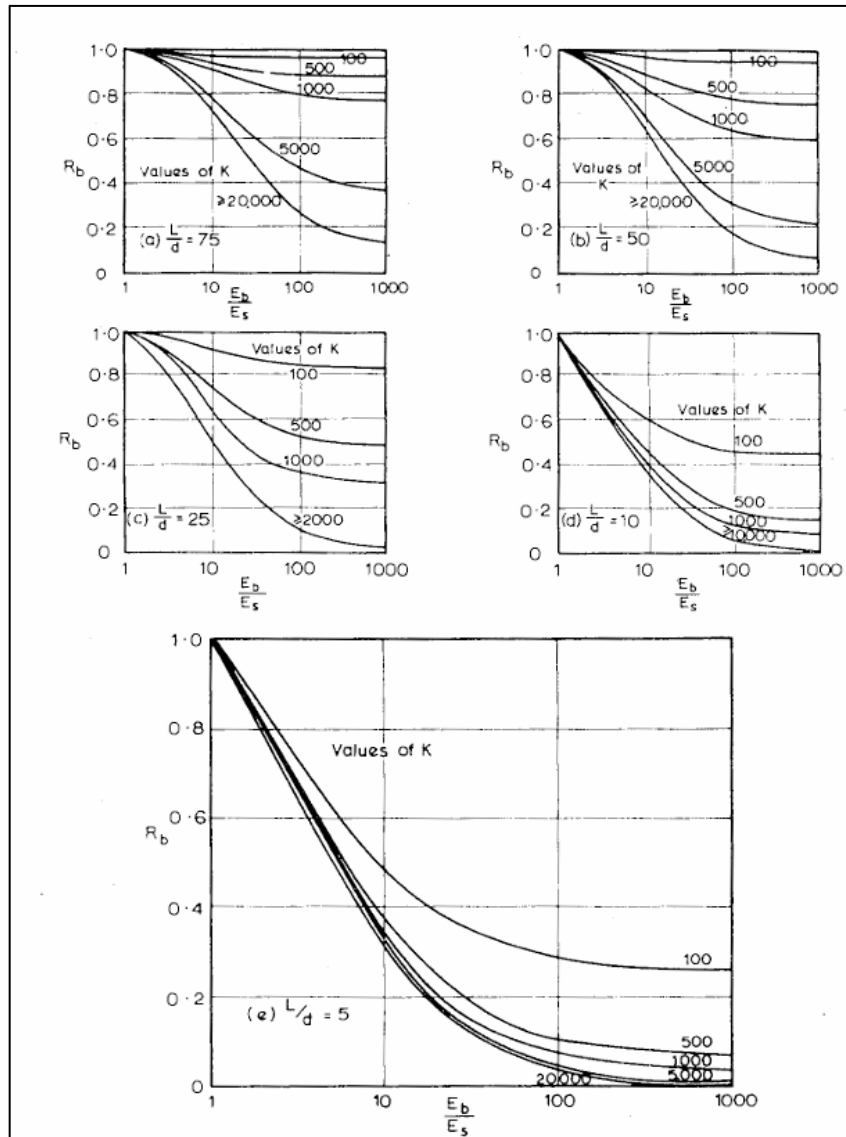 1·0
0·8
0·6
R_b
0·4
0·2
0
100
500
1000
5000
Values of K
≥20,000
(a) L/d = 75
1 10 100 1000
E_b/E_s
1·0
0·8
0·6
R_b
0·4
0·2
0
100
500
1000
5000
Values of
K
≥20,000
(b) L/d = 50
1 10 100 1000
E_b/E_s
1·0
0·8
0·6
R_b
0·4
0·2
0
Values of K
100
500
1000
≥2000
(c) L/d = 25
1 10 100 1000
E_b/E_s
1·0
0·8
0·6
R_b
0·4
0·2
0
Values of K
100
500
1000
≥10000
(d) L/d = 10
1 10 100 1000
E_b/E_s
1·0
0·8
0·6
R_b
0·4
0·2
0
Values of K
100
500
1000
5,000
20,000
(e) L/d = 5
1 10 100 1000
E_b/E_s